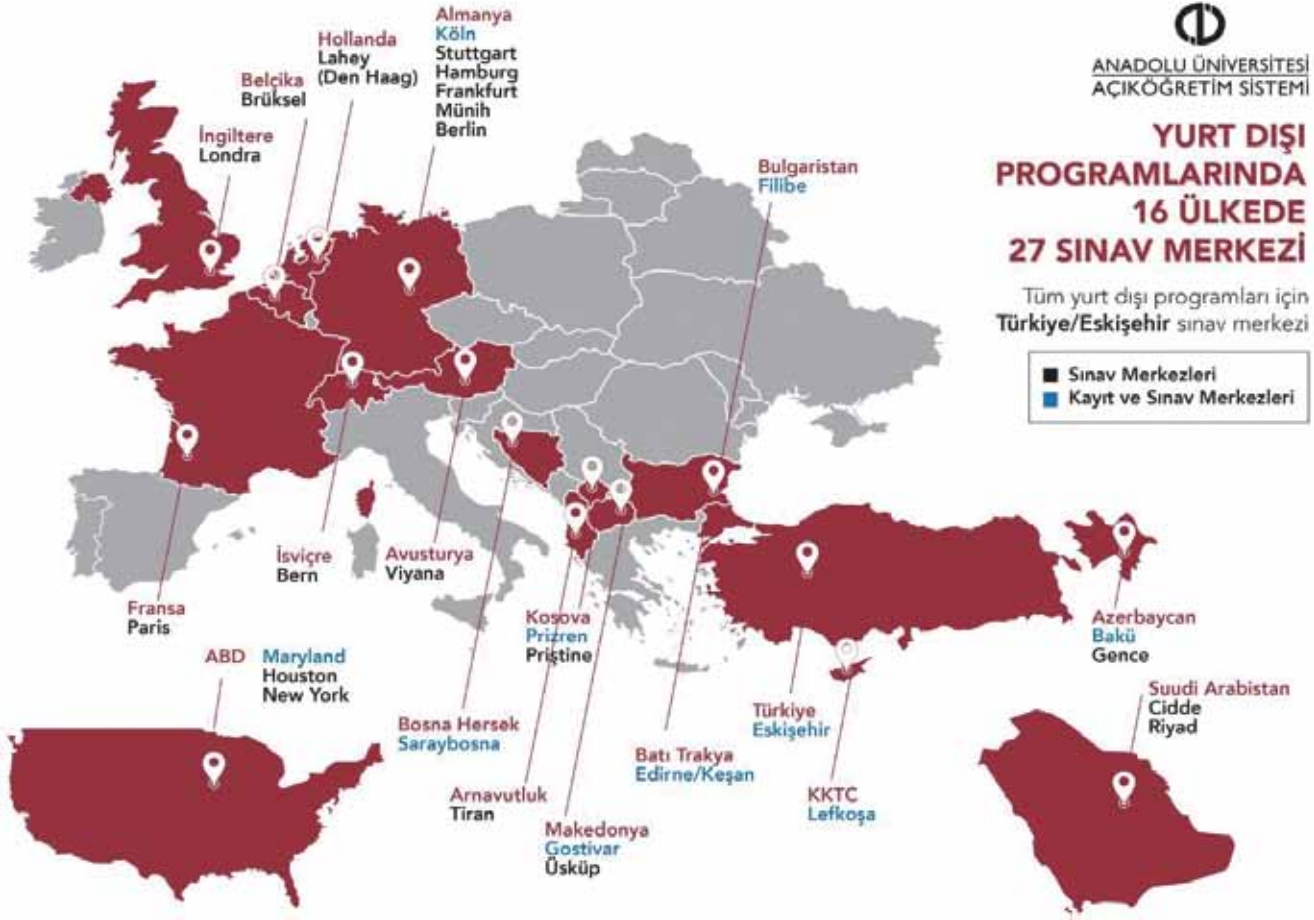 ANADOLU ÜNİVERSİTESİ
AÇIKÖĞRETİM SİSTEMİ
YURT DIŞI
PROGRAMLARINDA
16 ÜLKEDE
27 SINAV MERKEZİ
Tüm yurt dışı programları için
Türkiye/Eskişehir sınav merkezi
Sınav Merkezleri
Kayıt ve Sınav Merkezleri
Almanya
Köln
Stuttgart
Hamburg
Frankfurt
Münih
Berlin
Hollanda
Lahey
(Den Haag)
Belçika
Brüksel
İngiltere
Londra
Bulgaristan
Filibe
İsviçre
Bern
Avusturya
Viyana
Fransa
Paris
Kosova
Prizren
Priştine
Azerbaycan
Bakü
Gence
ABD
Maryland
Houston
New York
Bosna Hersek
Saraybosna
Türkiye
Eskişehir
Suudi Arabistan
Cidde
Riyad
Batı Trakya
Edirne/Keşan
Arnavutluk
Tiran
KKTC
Lefkoşa
Makedonya
Gostivar
Üsküp